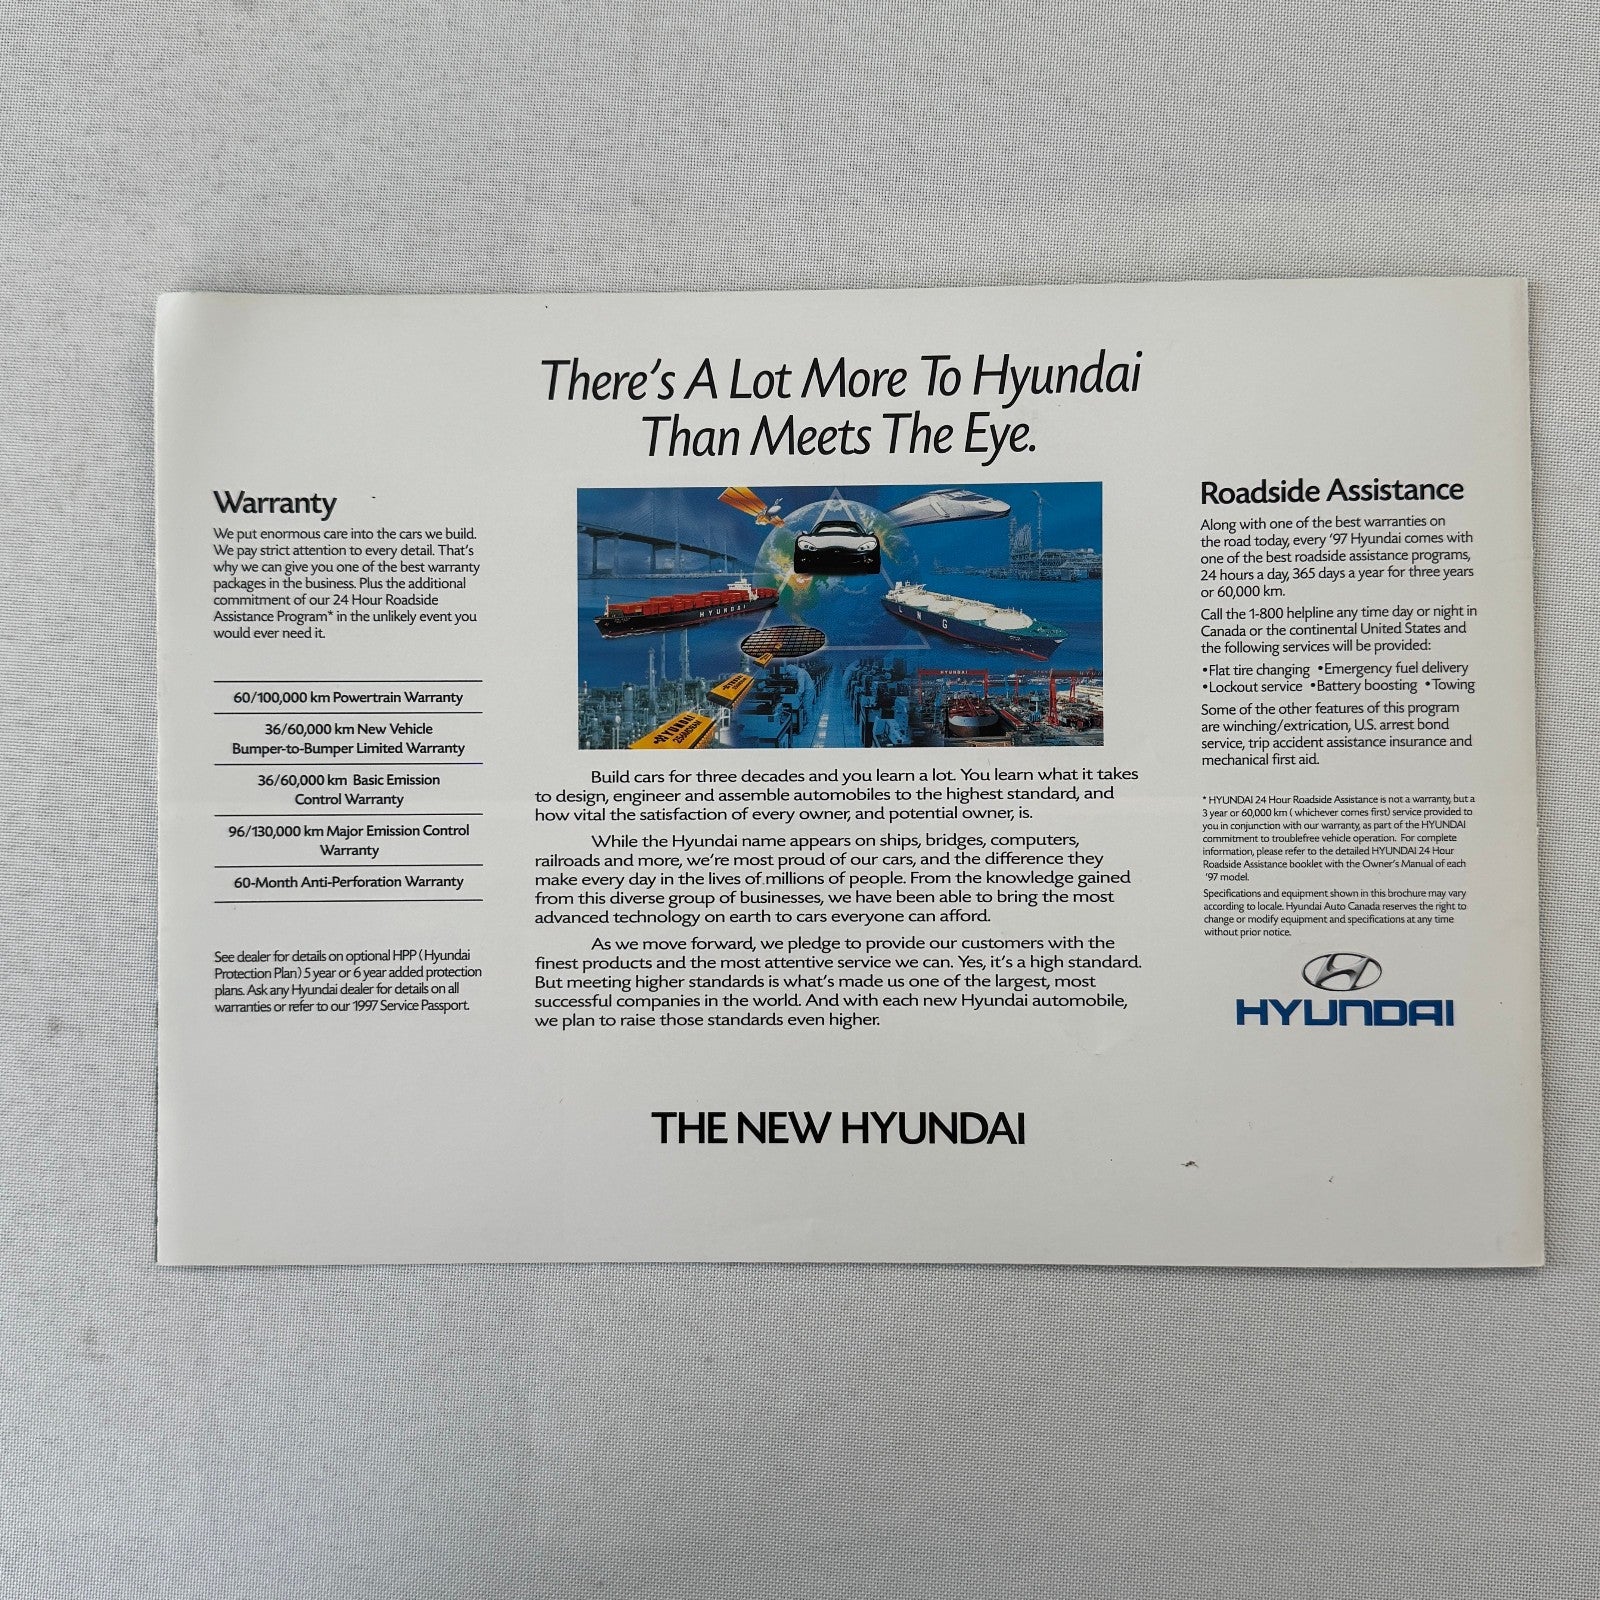 There's A Lot More To Hyundai
Than Meets The Eye.
Warranty
We put enormous care into the cars we build.
We pay strict attention to every detail. That's
why we can give you one of the best warranty
packages in the business. Plus the additional
commitment of our 24 Hour Roadside
Assistance Program* in the unlikely event you
would ever need it.
60/100,000 km Powertrain Warranty
36/60,000 km New Vehicle
Bumper-to-Bumper Limited Warranty
36/60,000 km Basic Emission
Control Warranty
96/130,000 km Major Emission Control
Warranty
60-Month Anti-Perforation Warranty
See dealer for details on optional HPP (Hyundai
Protection Plan) 5 year or 6 year added protection
plans. Ask any Hyundai dealer for details on all
warranties or refer to our 1997 Service Passport.
HYUNDAI
LNG
HYUNDAI
HYUNDAI
Build cars for three decades and you learn a lot. You learn what it takes
to design, engineer and assemble automobiles to the highest standard, and
how vital the satisfaction of every owner, and potential owner, is.
While the Hyundai name appears on ships, bridges, computers,
railroads and more, we're most proud of our cars, and the difference they
make every day in the lives of millions of people. From the knowledge gained
from this diverse group of businesses, we have been able to bring the most
advanced technology on earth to cars everyone can afford.
As we move forward, we pledge to provide our customers with the
finest products and the most attentive service we can. Yes, it's a high standard.
But meeting higher standards is what's made us one of the largest, most
successful companies in the world. And with each new Hyundai automobile,
we plan to raise those standards even higher.
Roadside Assistance
Along with one of the best warranties on
the road today, every '97 Hyundai comes with
one of the best roadside assistance programs,
24 hours a day, 365 days a year for three years
or 60,000 km.
Call the 1-800 helpline any time day or night in
Canada or the continental United States and
the following services will be provided:
•Flat tire changing •Emergency fuel delivery
•Lockout service •Battery boosting •Towing
Some of the other features of this program
are winching/extrication, U.S. arrest bond
service, trip accident assistance insurance and
mechanical first aid.
* HYUNDAI 24 Hour Roadside Assistance is not a warranty, but a
3 year or 60,000 km ( whichever comes first) service provided to
you in conjunction with our warranty, as part of the HYUNDAI
commitment to troublefree vehicle operation. For complete
information, please refer to the detailed HYUNDAI 24 Hour
Roadside Assistance booklet with the Owner's Manual of each
'97 model.
Specifications and equipment shown in this brochure may vary
according to locale. Hyundai Auto Canada reserves the right to
change or modify equipment and specifications at any time
without prior notice.
HYUNDAI
THE NEW HYUNDAI